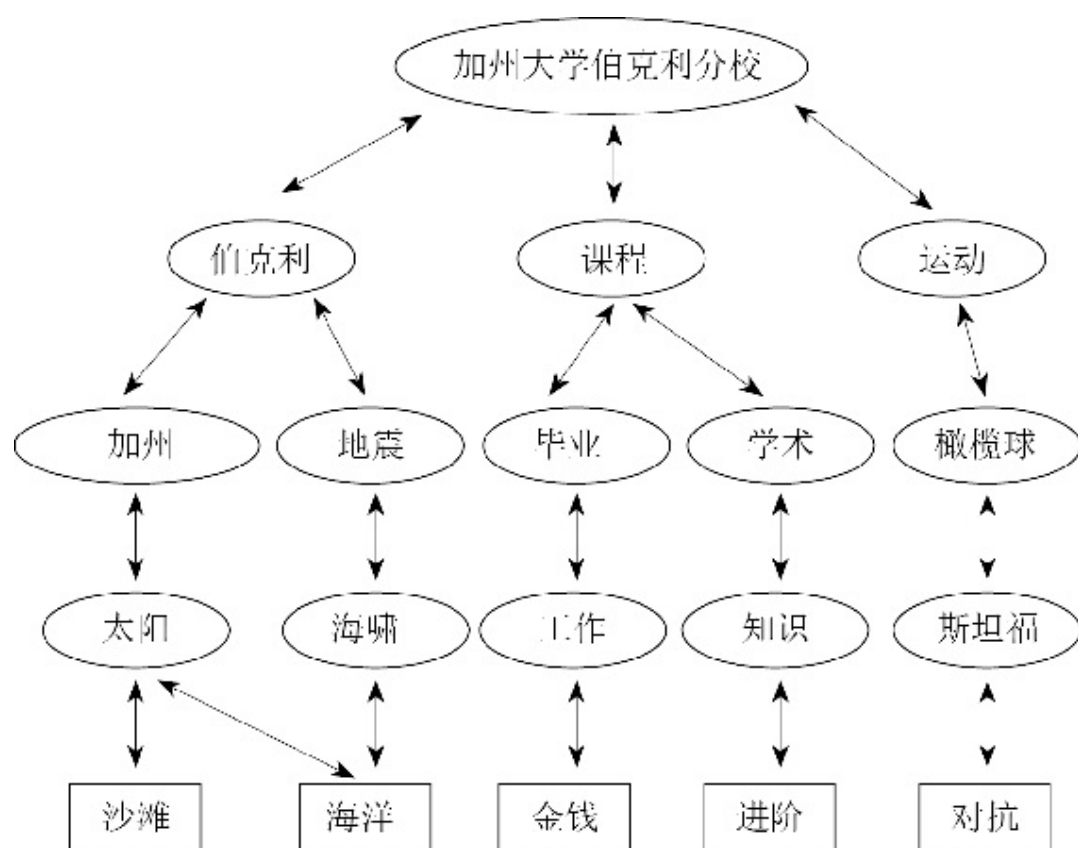 加州大学伯克利分校
伯克利
课程
运动
加州
地震
毕业
学术
橄榄球
太阳
海啸
工作
知识
斯坦福
沙滩
海洋
金钱
进阶
对抗